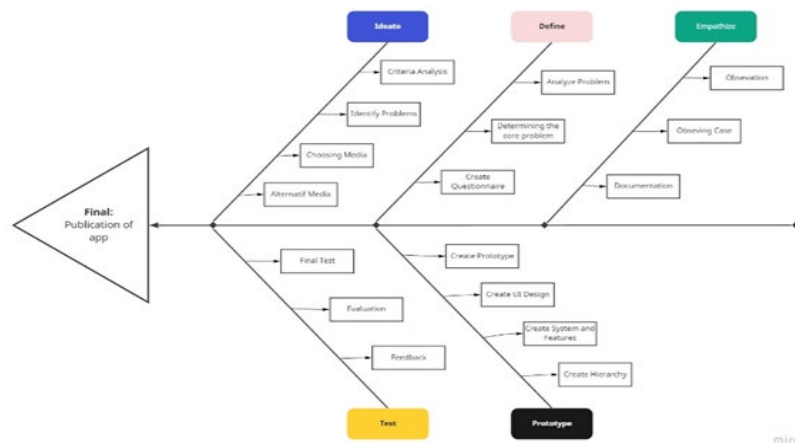 Ideate
Define
Empathize
Criteria Analysis
Identify Problems
Choosing Media
Alternatif Media
Analyze Problem
Determining the
core problem
Create
Questionnaire
Obsevation
Obseving Case
Documentation
Final:
Publication of
app
Final Test
Evaluation
Feedback
Create Prototype
Create UI Design
Create System and
Features
Create Hierarchy
Test
Prototype